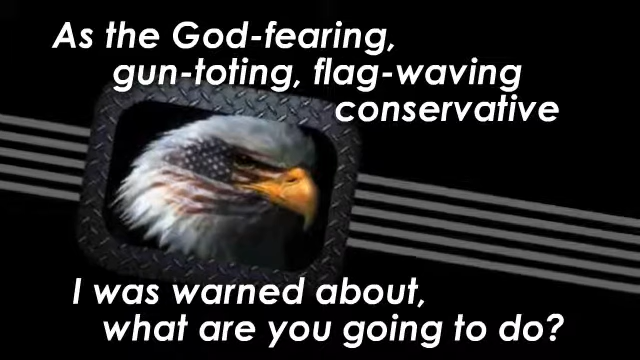 As the God-fearing,
gun-toting, flag-waving
conservative
I was warned about,
what are you going to do?